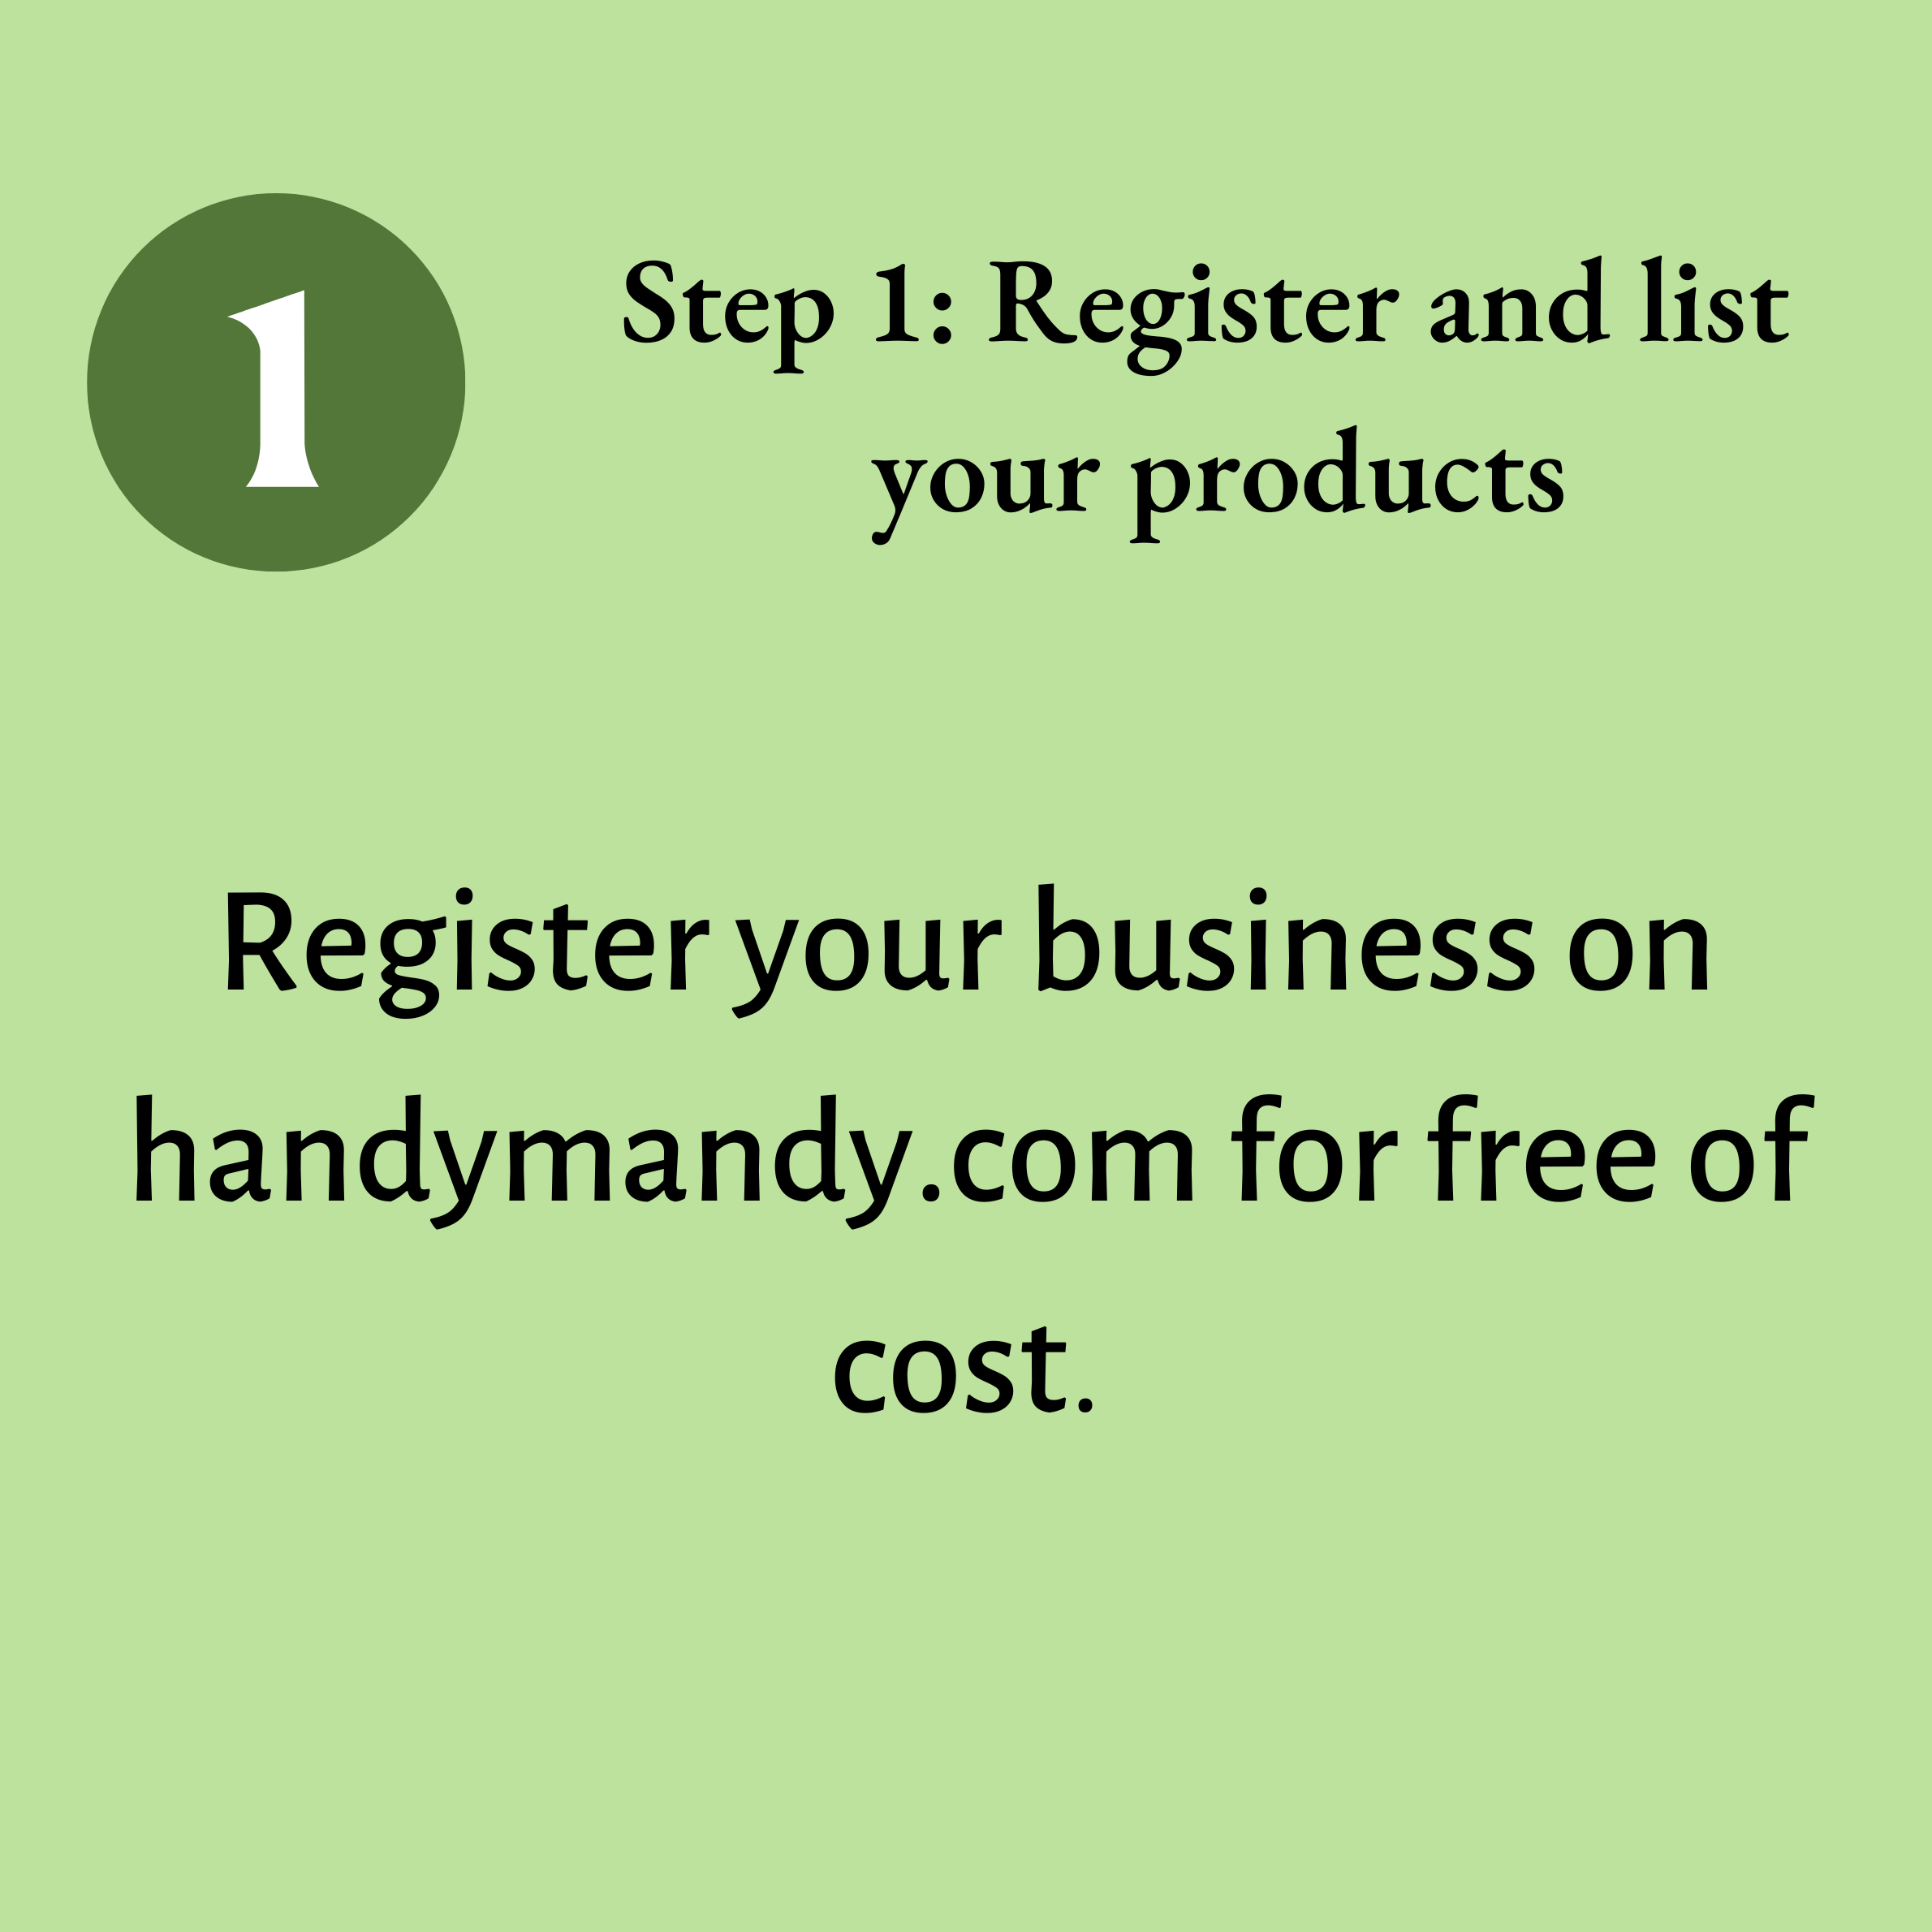 1
Step 1: Register and list
your products
Register your business on
handymandy.com for free of
cost.